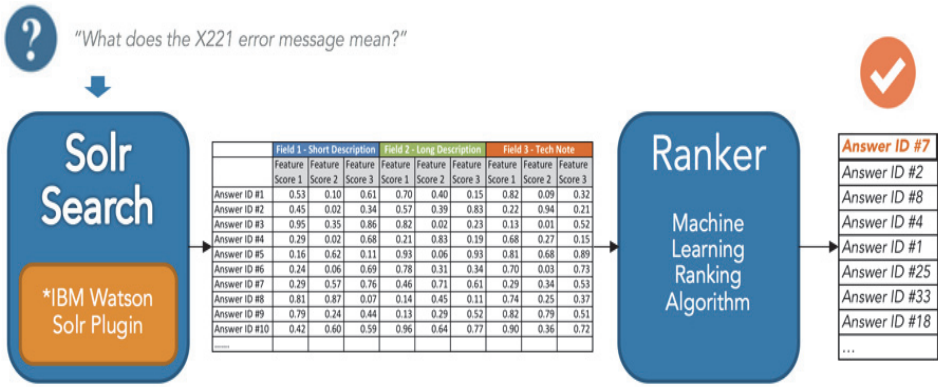 ?
"What does the X221 error message mean?"
Solr
Search
*IBM Watson
Solr Plugin
Field 1 - Short Description Field 2 - Long Description Field 3 - Tech Note
Feature Feature Feature Feature Feature Feature Feature Feature Feature
Score 1 Score 2 Score 3 Score 1 Score 2 Score 3 Score 1 Score 2 Score 3
Answer ID #1 0.53 0.10 0.61 0.70 0.40 0.15 0.82 0.09 0.32
Answer ID #2 0.45 0.02 0.34 0.57 0.39 0.83 0.22 0.94 0.21
Answer ID #3 0.95 0.35 0.86 0.82 0.02 0.23 0.13 0.01 0.52
Answer ID #4 0.29 0.02 0.68 0.21 0.83 0.19 0.68 0.27 0.15
Answer ID #5 0.16 0.62 0.11 0.93 0.06 0.93 0.81 0.68 0.89
Answer ID #6 0.24 0.06 0.69 0.78 0.31 0.34 0.70 0.03 0.73
Answer ID #7 0.29 0.57 0.76 0.46 0.71 0.61 0.29 0.34 0.53
Answer ID #8 0.81 0.87 0.07 0.14 0.45 0.11 0.74 0.25 0.37
Answer ID #9 0.79 0.24 0.44 0.13 0.29 0.52 0.82 0.79 0.51
Answer ID #10 0.42 0.60 0.59 0.96 0.64 0.77 0.90 0.36 0.72
......
Ranker
Machine
Learning
Ranking
Algorithm
Answer ID #7
Answer ID #2
Answer ID #8
Answer ID #4
Answer ID #1
Answer ID #25
Answer ID #33
Answer ID #18
...